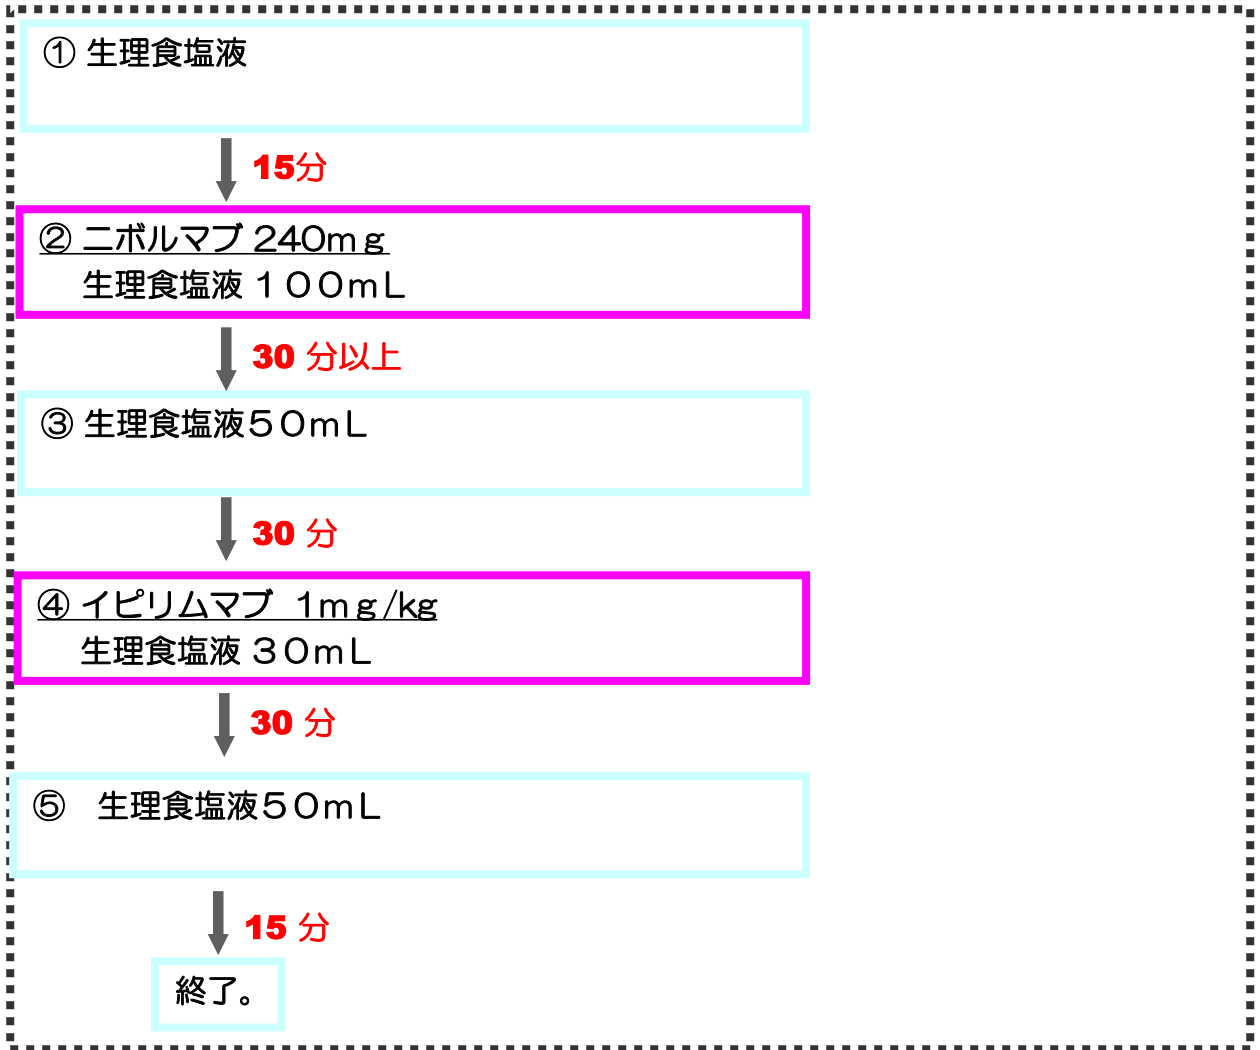 ① 生理食塩液
15分
② ニボルマブ 240mｇ
生理食塩液 １００ｍＬ
30 分以上
③ 生理食塩液５０ｍＬ
30 分
④ イピリムマブ  1mｇ/kg
生理食塩液 ３０ｍＬ
30 分
⑤　生理食塩液５０ｍＬ
15 分
終了。